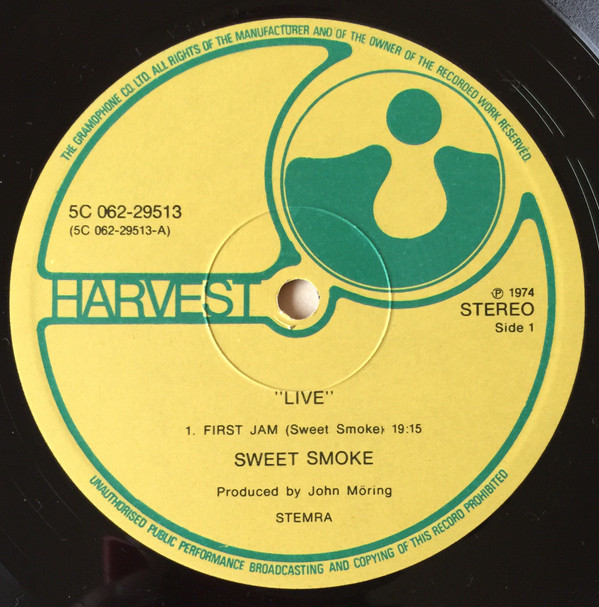 THE GRAMOPHONE CO. LTD. ALL RIGHTS OF THE MANUFACTURER AND OF THE OWNER OF THE RECORDED WORK RESERVED.
5C 062-29513
(5C 062-29513-A)
HARVEST
℗ 1974
STEREO
Side 1
"LIVE"
1. FIRST JAM (Sweet Smoke) 19:15
SWEET SMOKE
Produced by John Möring
STEMRA
UNAUTHORISED PUBLIC PERFORMANCE BROADCASTING AND COPYING OF THIS RECORD PROHIBITED